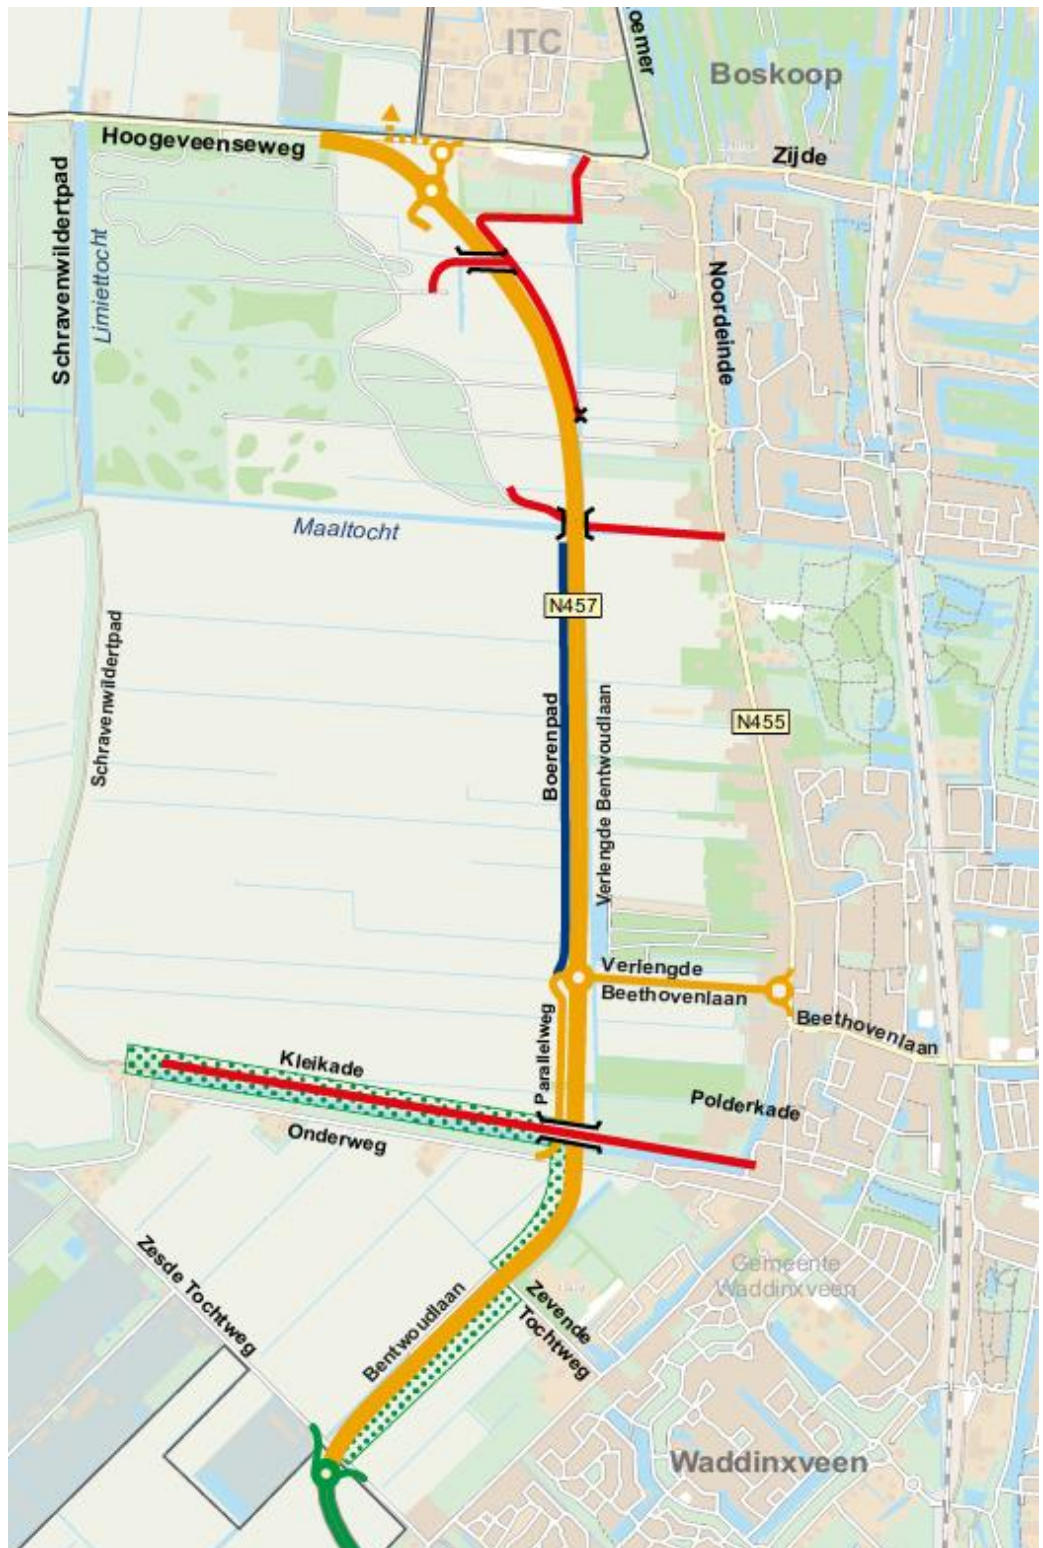 ITC
oemer
Boskoop
Hoogeveenseweg
Zijde
Schravenwildertpad
Limiettocht
Noordeinde
Maaltocht
N457
Schravenwildertpad
Boerenpad
Verlengde Bentwoudlaan
N455
Verlengde
Beethovenlaan
Beethovenlaan
Parallelweg
Kleikade
Polderkade
Onderweg
Zesde Tochtweg
Bentwoudlaan
Zevende
Tochtweg
Gemeente
Waddinxveen
Waddinxveen